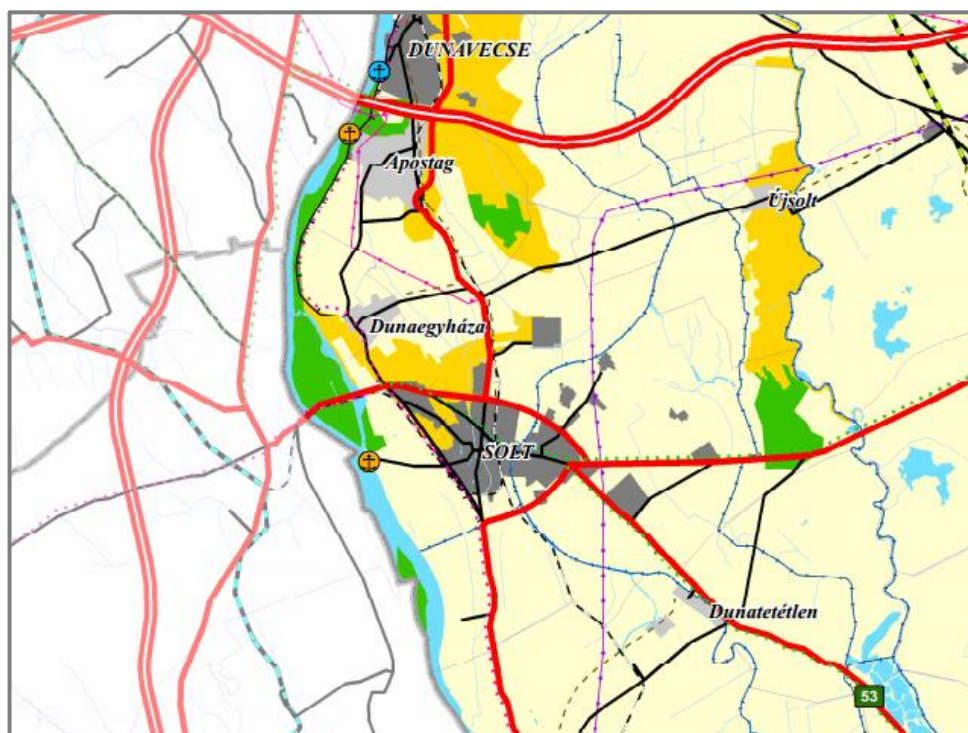 DUNAVECSE
Apostag
Újsolt
Dunaegyháza
SOLT
Dunatetétlen
53